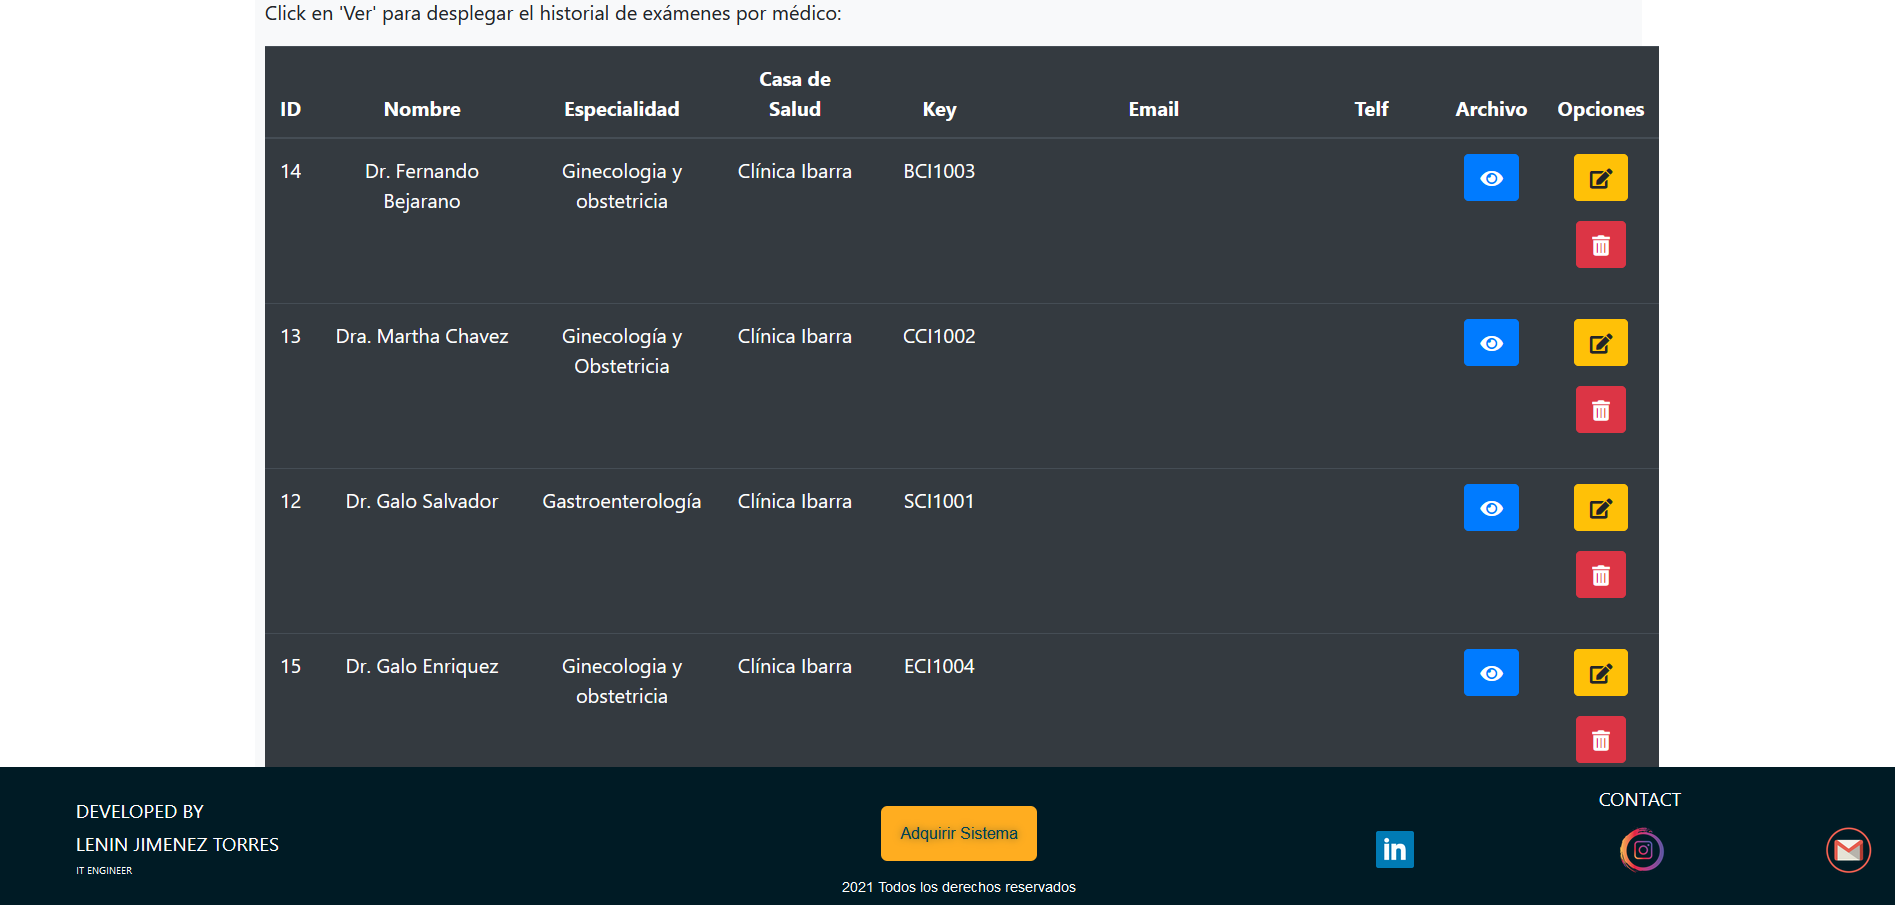 Click en 'Ver' para desplegar el historial de exámenes por médico:
ID Nombre Especialidad Casa de Salud Key Email Telf Archivo Opciones
14 Dr. Fernando Bejarano Ginecologia y obstetricia Clínica Ibarra BCI1003
13 Dra. Martha Chavez Ginecología y Obstetricia Clínica Ibarra CCI1002
12 Dr. Galo Salvador Gastroenterología Clínica Ibarra SCI1001
15 Dr. Galo Enriquez Ginecologia y obstetricia Clínica Ibarra ECI1004
DEVELOPED BY
LENIN JIMENEZ TORRES
IT ENGINEER
Adquirir Sistema
2021 Todos los derechos reservados
CONTACT
in